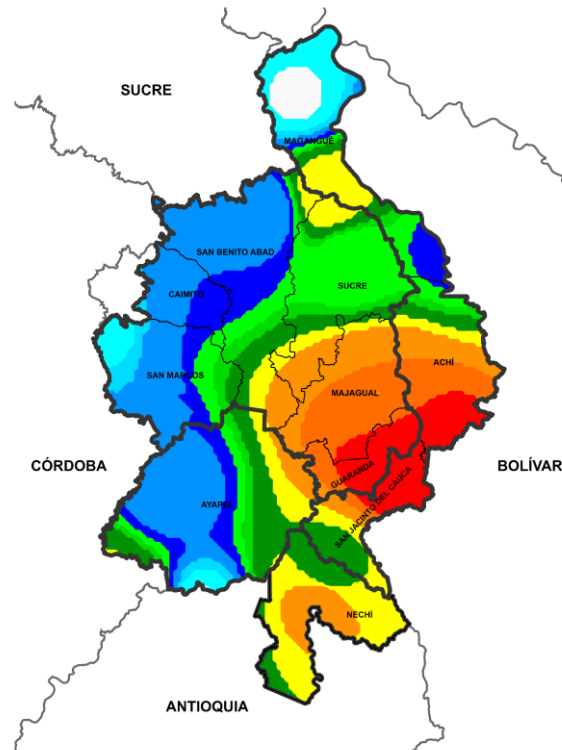 SUCRE
MAGANGUÉ
SAN BENITO ABAD
SUCRE
CAIMITO
ACHÍ
SAN MARCOS
MAJAGUAL
CÓRDOBA
BOLÍVAR
GUARANDA
SAN JACINTO DEL CAUCA
AYAPEL
NECHÍ
ANTIOQUIA